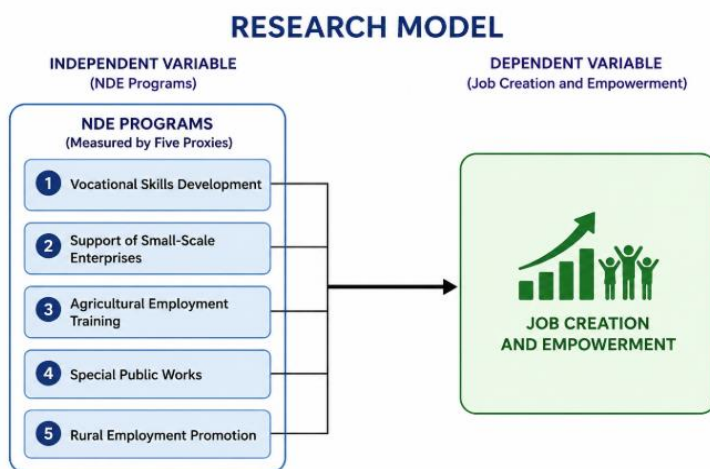 RESEARCH MODEL
INDEPENDENT VARIABLE
(NDE Programs)
DEPENDENT VARIABLE
(Job Creation and Empowerment)
NDE PROGRAMS
(Measured by Five Proxies)
1 Vocational Skills Development
2 Support of Small-Scale
Enterprises
3 Agricultural Employment
Training
4 Special Public Works
5 Rural Employment Promotion
JOB CREATION
AND EMPOWERMENT